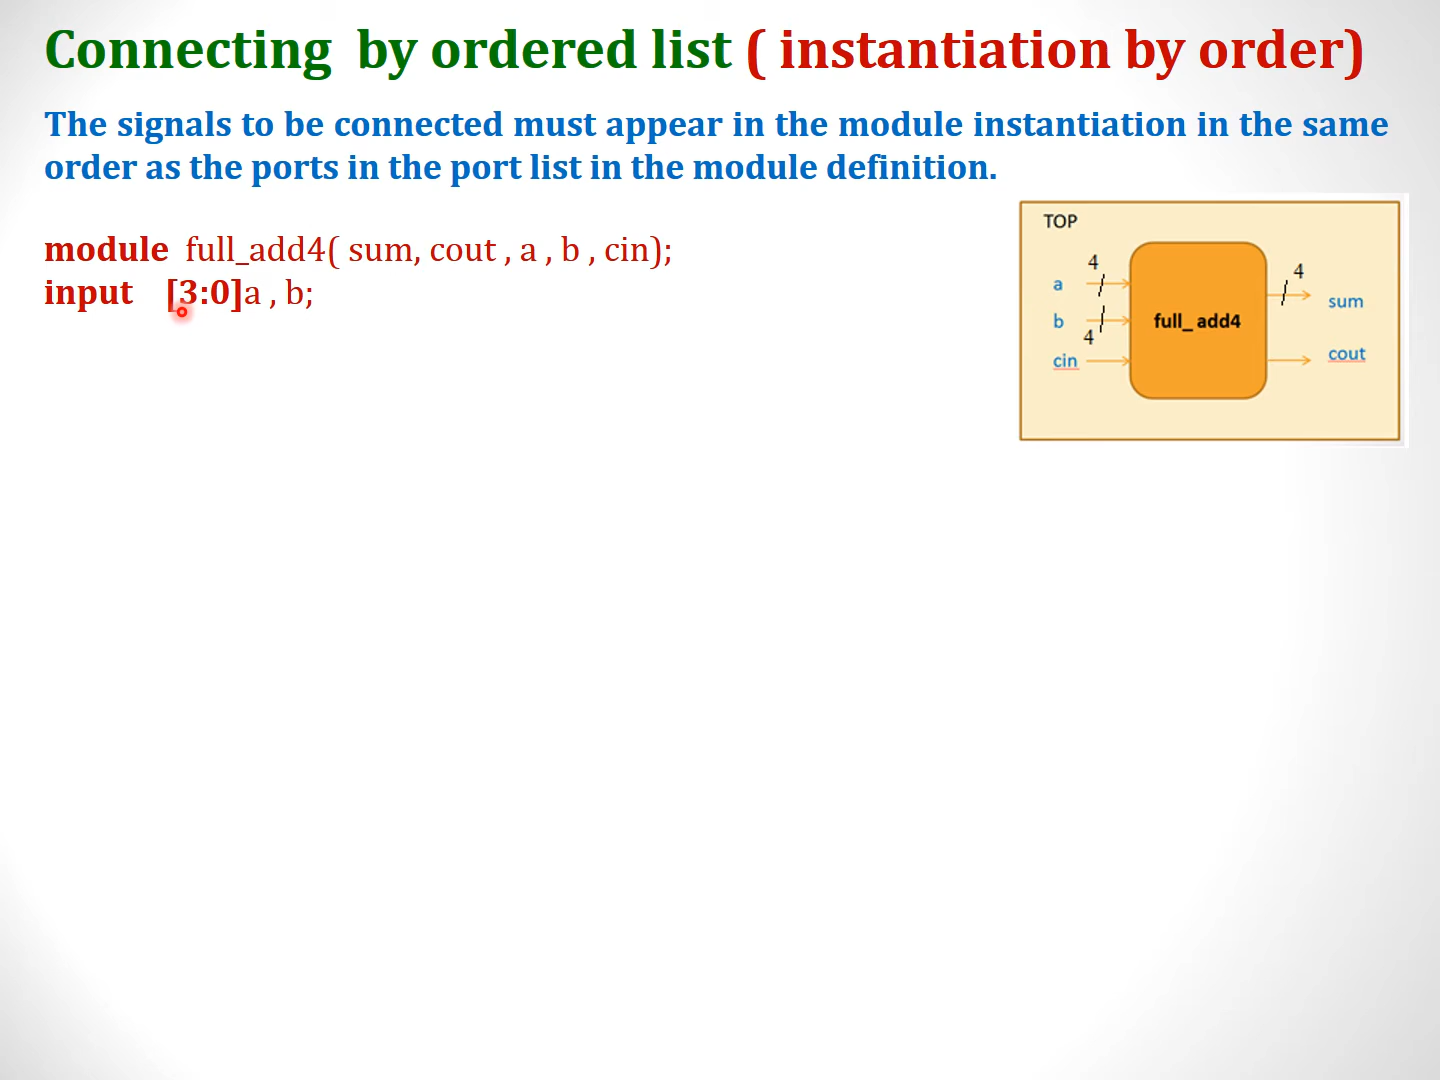 Connecting by ordered list ( instantiation by order)
The signals to be connected must appear in the module instantiation in the same
order as the ports in the port list in the module definition.
module full_add4( sum, cout , a , b , cin);
input [3:0]a , b;
TOP
4
a
b
4
cin
full_ add4
4
sum
cout